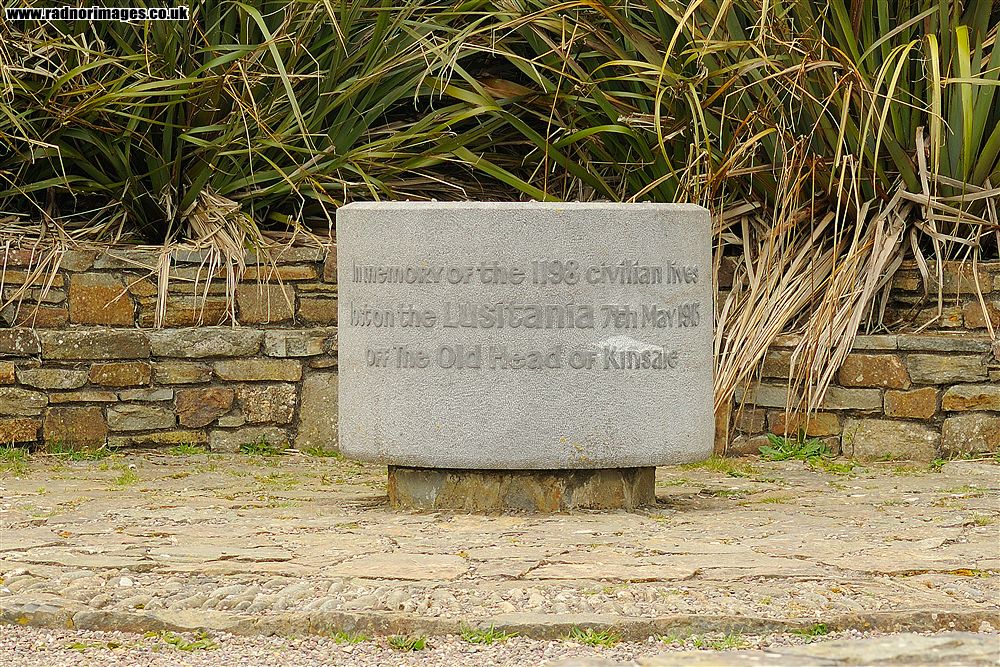 www.radnorimages.co.uk
In memory of the 1198 civilian lives
lost on the Lusitania 7th May 1915
off The Old Head of Kinsale